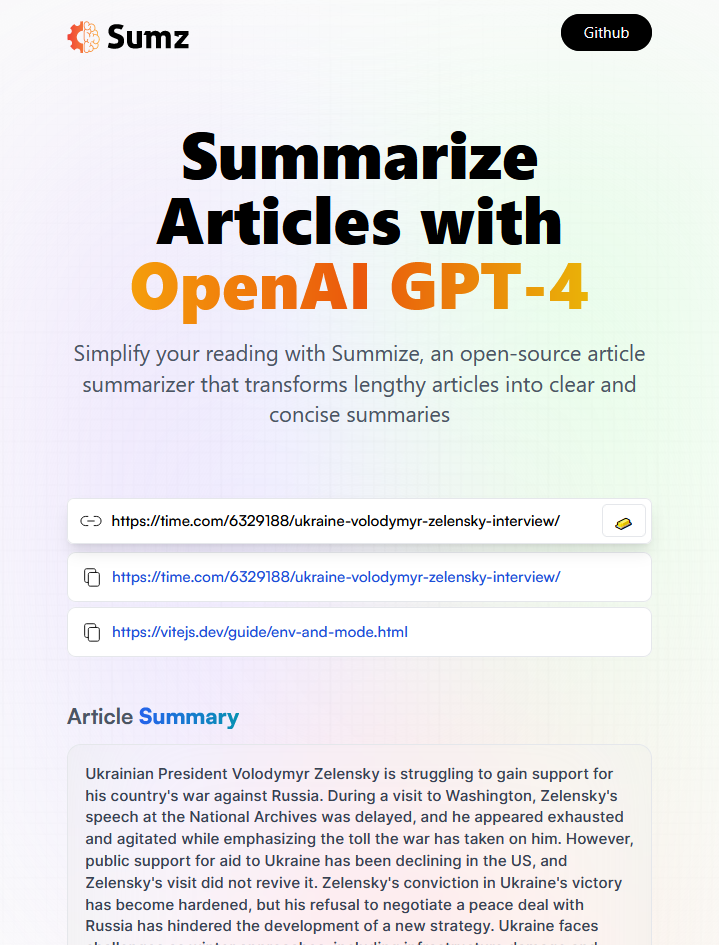 Sumz
Github
Summarize
Articles with
OpenAI GPT-4
Simplify your reading with Summize, an open-source article
summarizer that transforms lengthy articles into clear and
concise summaries
https://time.com/6329188/ukraine-volodymyr-zelensky-interview/
https://time.com/6329188/ukraine-volodymyr-zelensky-interview/
https://vitejs.dev/guide/env-and-mode.html
Article Summary
Ukrainian President Volodymyr Zelensky is struggling to gain support for
his country's war against Russia. During a visit to Washington, Zelensky's
speech at the National Archives was delayed, and he appeared exhausted
and agitated while emphasizing the toll the war has taken on him. However,
public support for aid to Ukraine has been declining in the US, and
Zelensky's visit did not revive it. Zelensky's conviction in Ukraine's victory
has become hardened, but his refusal to negotiate a peace deal with
Russia has hindered the development of a new strategy. Ukraine faces